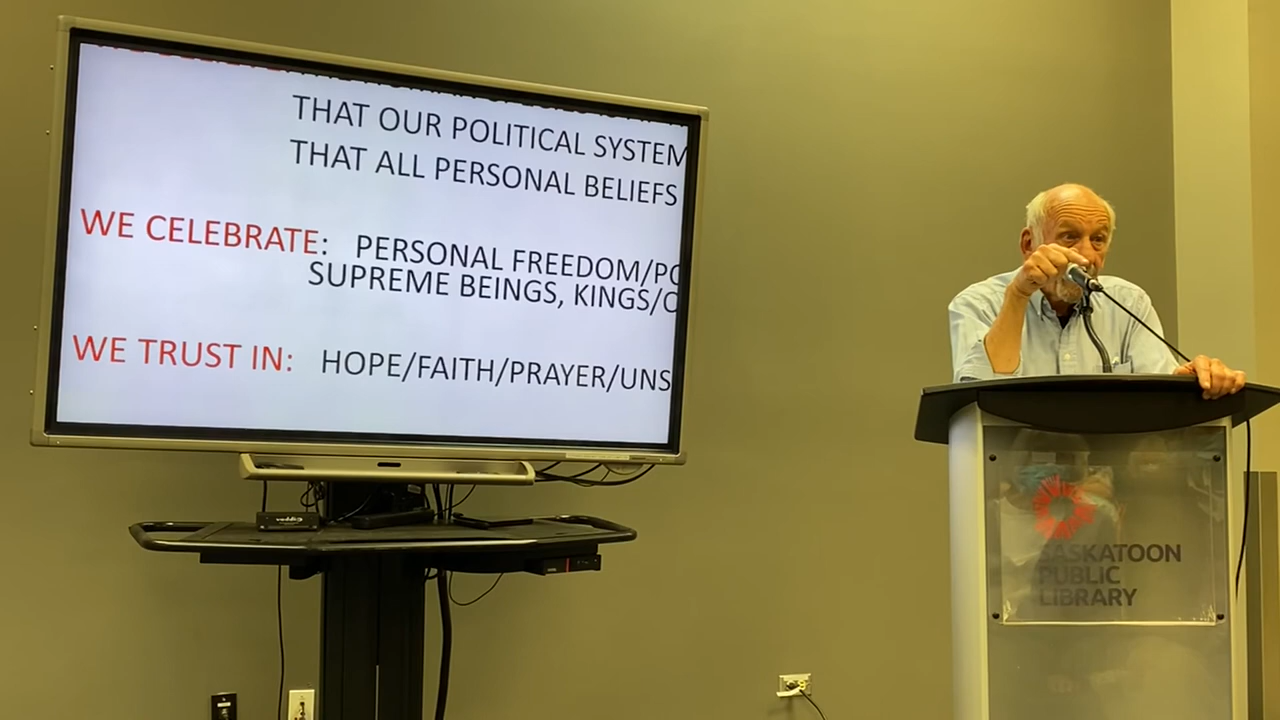 THAT OUR POLITICAL SYSTEM
THAT ALL PERSONAL BELIEFS
WE CELEBRATE: PERSONAL FREEDOM/PO
SUPREME BEINGS, KINGS/
WE TRUST IN: HOPE/FAITH/PRAYER/UNS
SASKATOON
PUBLIC
LIBRARY